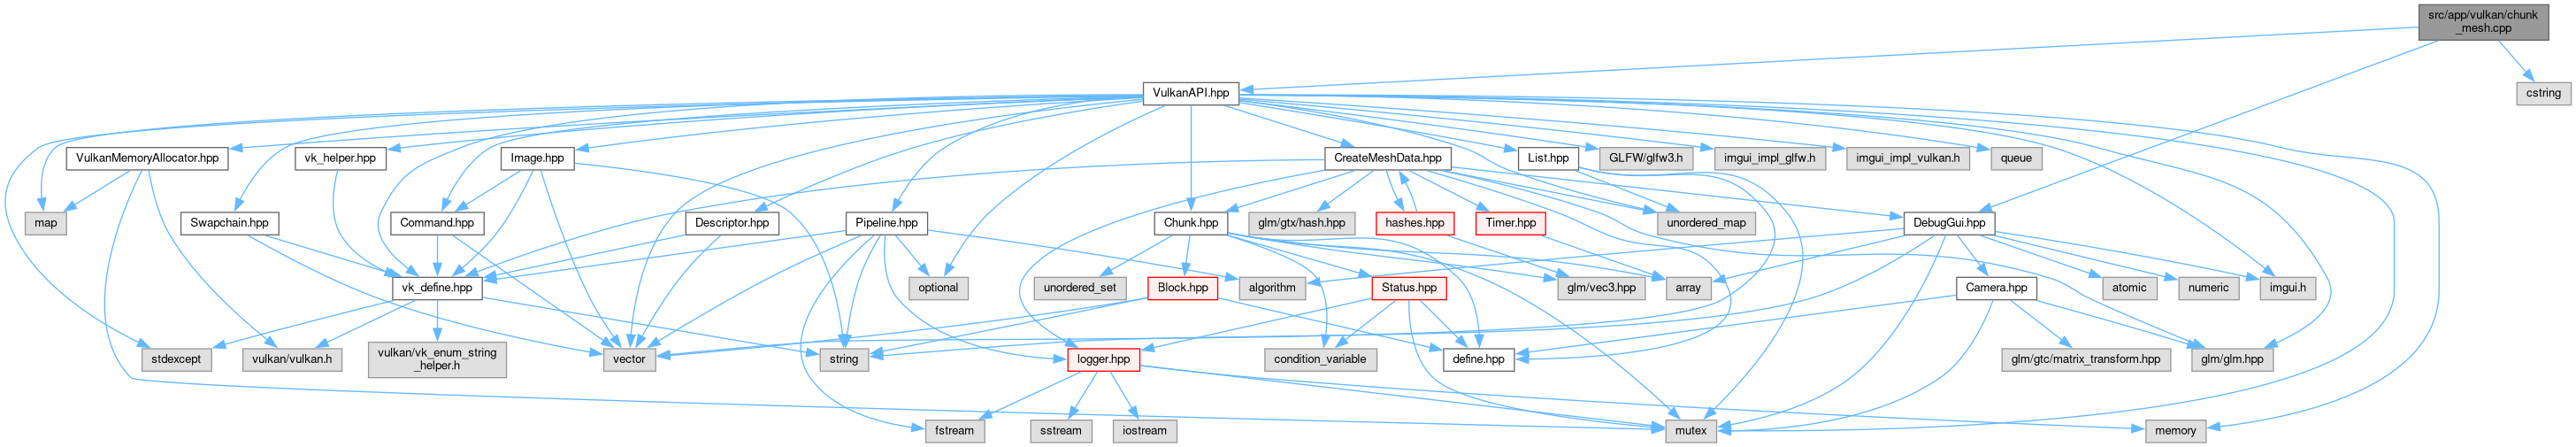 src/app/vulkan/chunk
_mesh.cpp
VulkanAPI.hpp
cstring
VulkanMemoryAllocator.hpp
vk_helper.hpp
Image.hpp
CreateMeshData.hpp
List.hpp
GLFW/glfw3.h
imgui_impl_glfw.h
imgui_impl_vulkan.h
queue
map
Swapchain.hpp
Command.hpp
Descriptor.hpp
Pipeline.hpp
Chunk.hpp
glm/gtx/hash.hpp
hashes.hpp
Timer.hpp
unordered_map
DebugGui.hpp
vk_define.hpp
optional
unordered_set
Block.hpp
algorithm
Status.hpp
glm/vec3.hpp
array
Camera.hpp
atomic
numeric
imgui.h
stdexcept
vulkan/vulkan.h
vulkan/vk_enum_string
_helper.h
vector
string
logger.hpp
condition_variable
define.hpp
glm/gtc/matrix_transform.hpp
glm/glm.hpp
fstream
sstream
iostream
mutex
memory